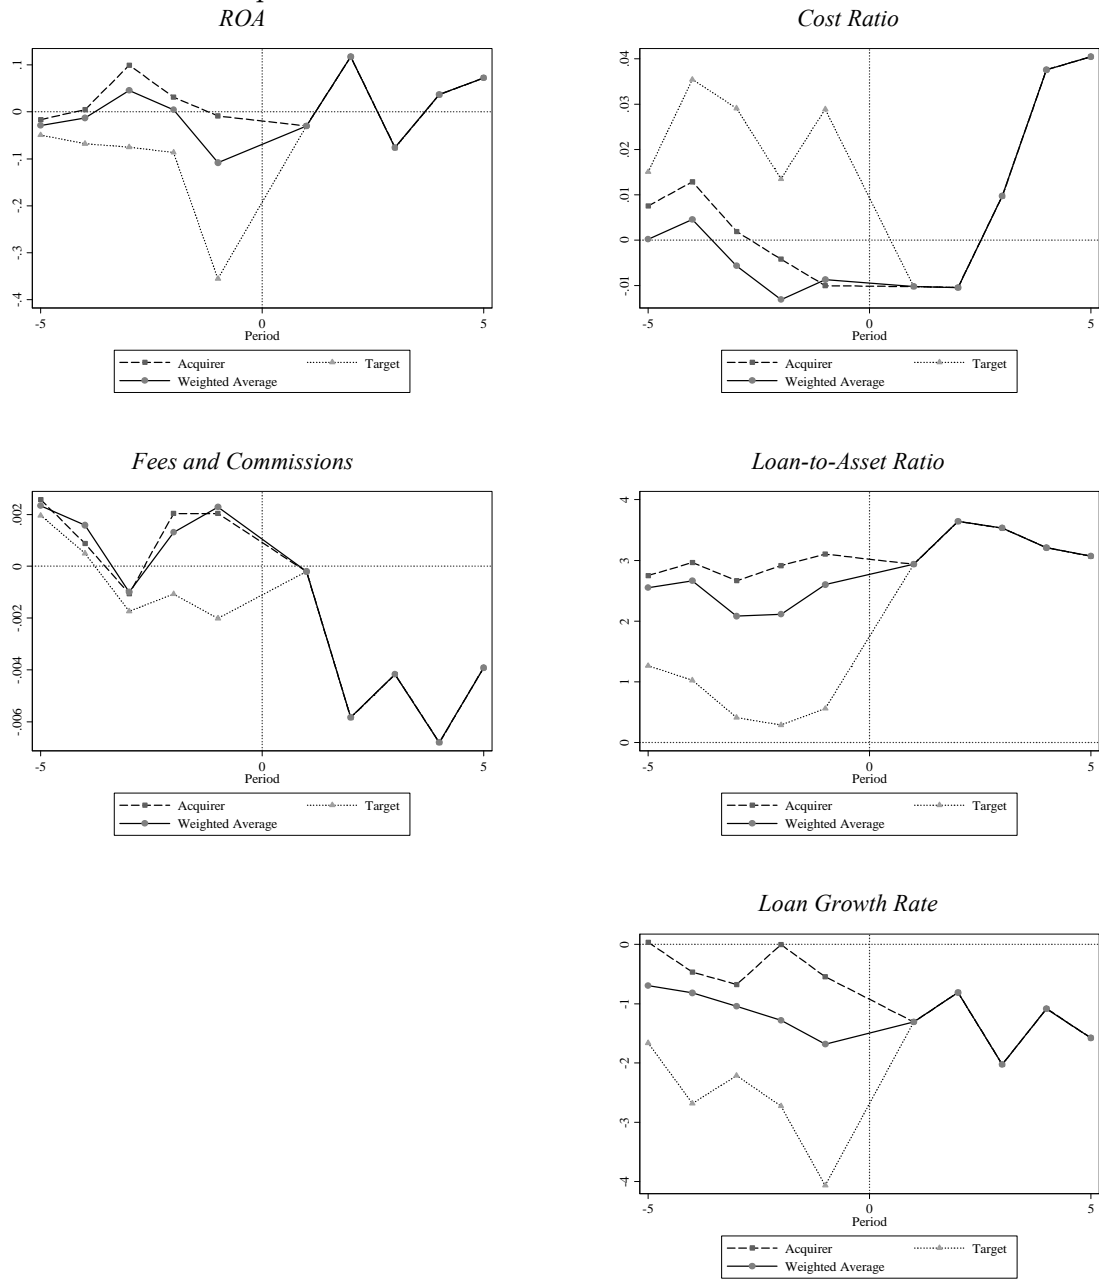 ROA
.1
0
-.1
-.2
-.3
-.4
-5
0
5
Period
Acquirer
Target
Weighted Average
Cost Ratio
.04
.03
.02
.01
0
-.01
-5
0
5
Period
Acquirer
Target
Weighted Average
Fees and Commissions
.002
0
-.002
-.004
-.006
-5
0
5
Period
Acquirer
Target
Weighted Average
Loan-to-Asset Ratio
4
3
2
1
0
-5
0
5
Period
Acquirer
Target
Weighted Average
Loan Growth Rate
0
-1
-2
-3
-4
-5
0
5
Period
Acquirer
Target
Weighted Average